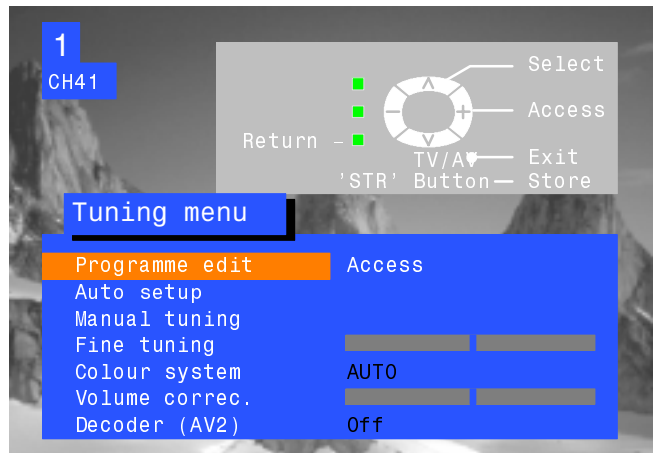 1
CH41
Select
Access
Return
TV/AV Exit
'STR' Button Store
Tuning menu
Programme edit Access
Auto setup
Manual tuning
Fine tuning
Colour system AUTO
Volume correc.
Decoder (AV2) Off